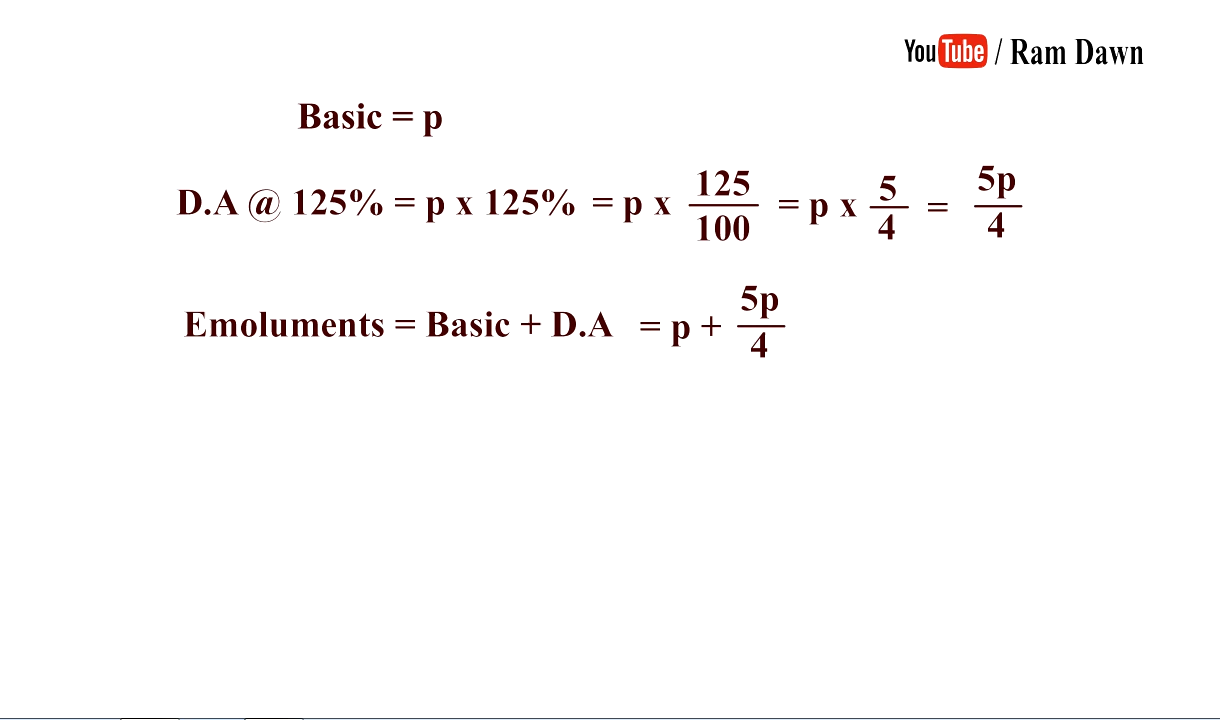 YouTube / Ram Dawn
Basic = p
D.A @ 125% = p x 125% = p x 125/100 = p x 5/4 = 5p/4
Emoluments = Basic + D.A = p + 5p/4